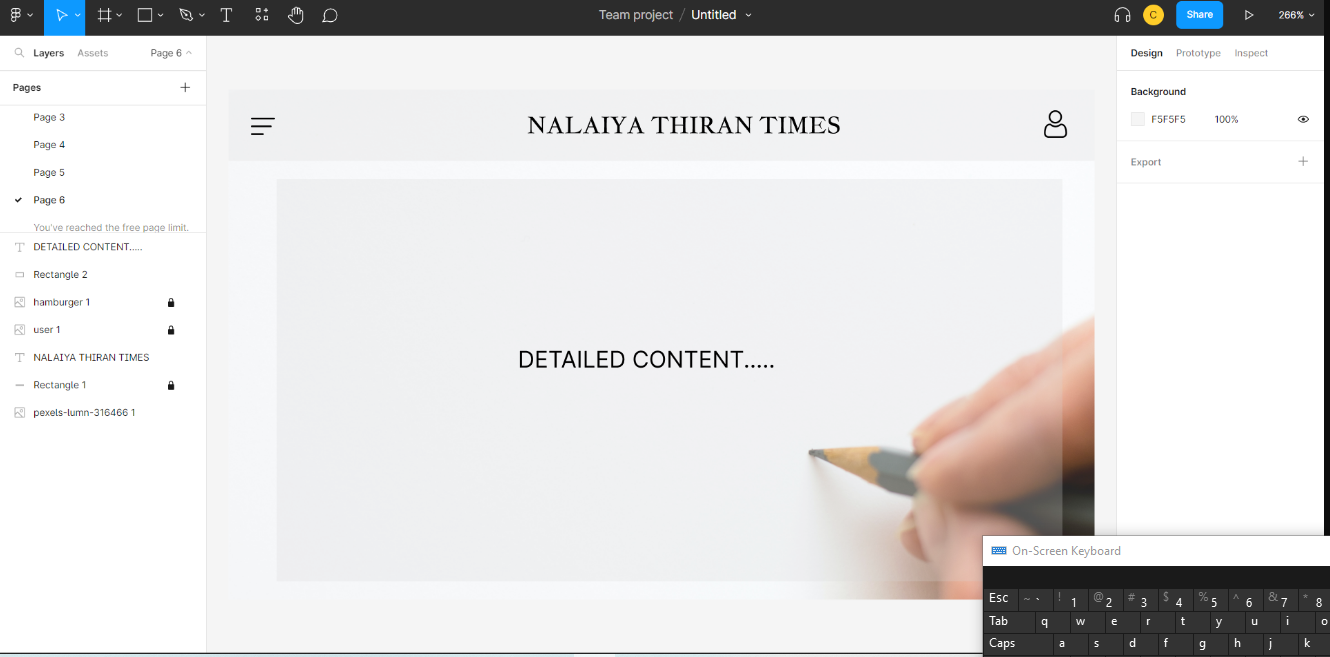 Team project / Untitled
C
Share
266%
Layers
Assets
Page 6
Design
Prototype
Inspect
Pages
Page 3
Page 4
Page 5
Page 6
You've reached the free page limit.
DETAILED CONTENT.....
Rectangle 2
hamburger 1
user 1
NALAIYA THIRAN TIMES
Rectangle 1
pexels-lumn-316466 1
NALAIYA THIRAN TIMES
DETAILED CONTENT.....
Background
F5F5F5 100%
Export
On-Screen Keyboard
Esc ~ ` ! 1 @ 2 # 3 $ 4 % 5 ^ 6 & 7 * 8
Tab q w e r t y u i o
Caps a s d f g h j k